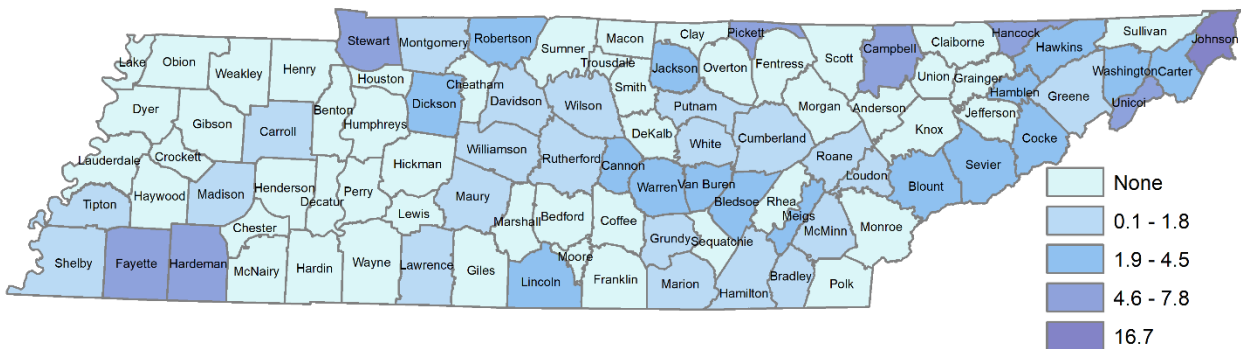 Stewart
Montgomery
Robertson
Sumner
Macon
Clay
Pickett
Campbell
Claiborne
Hancock
Hawkins
Sullivan
Johnson
Lake
Obion
Weakley
Henry
Houston
Cheatham
Trousdale
Smith
Jackson
Overton
Fentress
Scott
Union
Grainger
Hamblen
Washington
Carter
Dyer
Gibson
Carroll
Benton
Humphreys
Dickson
Davidson
Wilson
Putnam
Morgan
Anderson
Knox
Jefferson
Greene
Unicoi
Lauderdale
Crockett
Haywood
Madison
Henderson
Decatur
Perry
Hickman
Williamson
Rutherford
DeKalb
Cannon
White
Cumberland
Roane
Loudon
Blount
Sevier
Cocke
Tipton
Chester
Lewis
Maury
Marshall
Bedford
Coffee
Warren
Van Buren
Bledsoe
Rhea
Meigs
McMinn
Monroe
Shelby
Fayette
Hardeman
McNairy
Hardin
Wayne
Lawrence
Giles
Lincoln
Moore
Franklin
Grundy
Sequatchie
Marion
Hamilton
Bradley
Polk
None
0.1 - 1.8
1.9 - 4.5
4.6 - 7.8
16.7